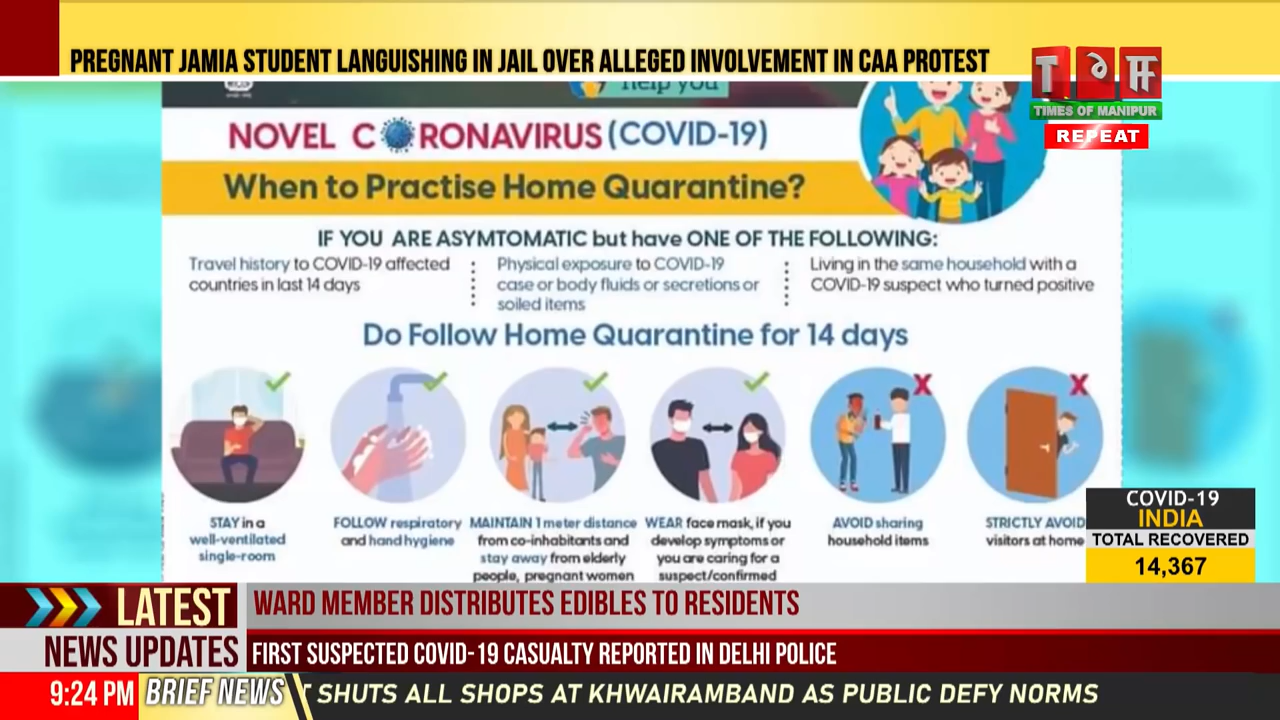 PREGNANT JAMIA STUDENT LANGUISHING IN JAIL OVER ALLEGED INVOLVEMENT IN CAA PROTEST
TIMES OF MANIPUR
REPEAT
help you
NOVEL CORONAVIRUS (COVID-19)
When to Practise Home Quarantine?
IF YOU ARE ASYMTOMATIC but have ONE OF THE FOLLOWING:
Travel history to COVID-19 affected
countries in last 14 days
Physical exposure to COVID-19
case or body fluids or secretions or
soiled items
Living in the same household with a
COVID-19 suspect who turned positive
Do Follow Home Quarantine for 14 days
STAY in a
well-ventilated
single-room
FOLLOW respiratory
and hand hygiene
MAINTAIN 1 meter distance
from co-inhabitants and
stay away from elderly
people, pregnant women
WEAR face mask, if you
develop symptoms or
you are caring for a
suspect/confirmed
AVOID sharing
household items
STRICTLY AVOID
visitors at home
COVID-19
INDIA
TOTAL RECOVERED
14,367
LATEST
NEWS UPDATES
WARD MEMBER DISTRIBUTES EDIBLES TO RESIDENTS
FIRST SUSPECTED COVID-19 CASUALTY REPORTED IN DELHI POLICE
9:24 PM
BRIEF NEWS
SHUTS ALL SHOPS AT KHWAIRAMBAND AS PUBLIC DEFY NORMS